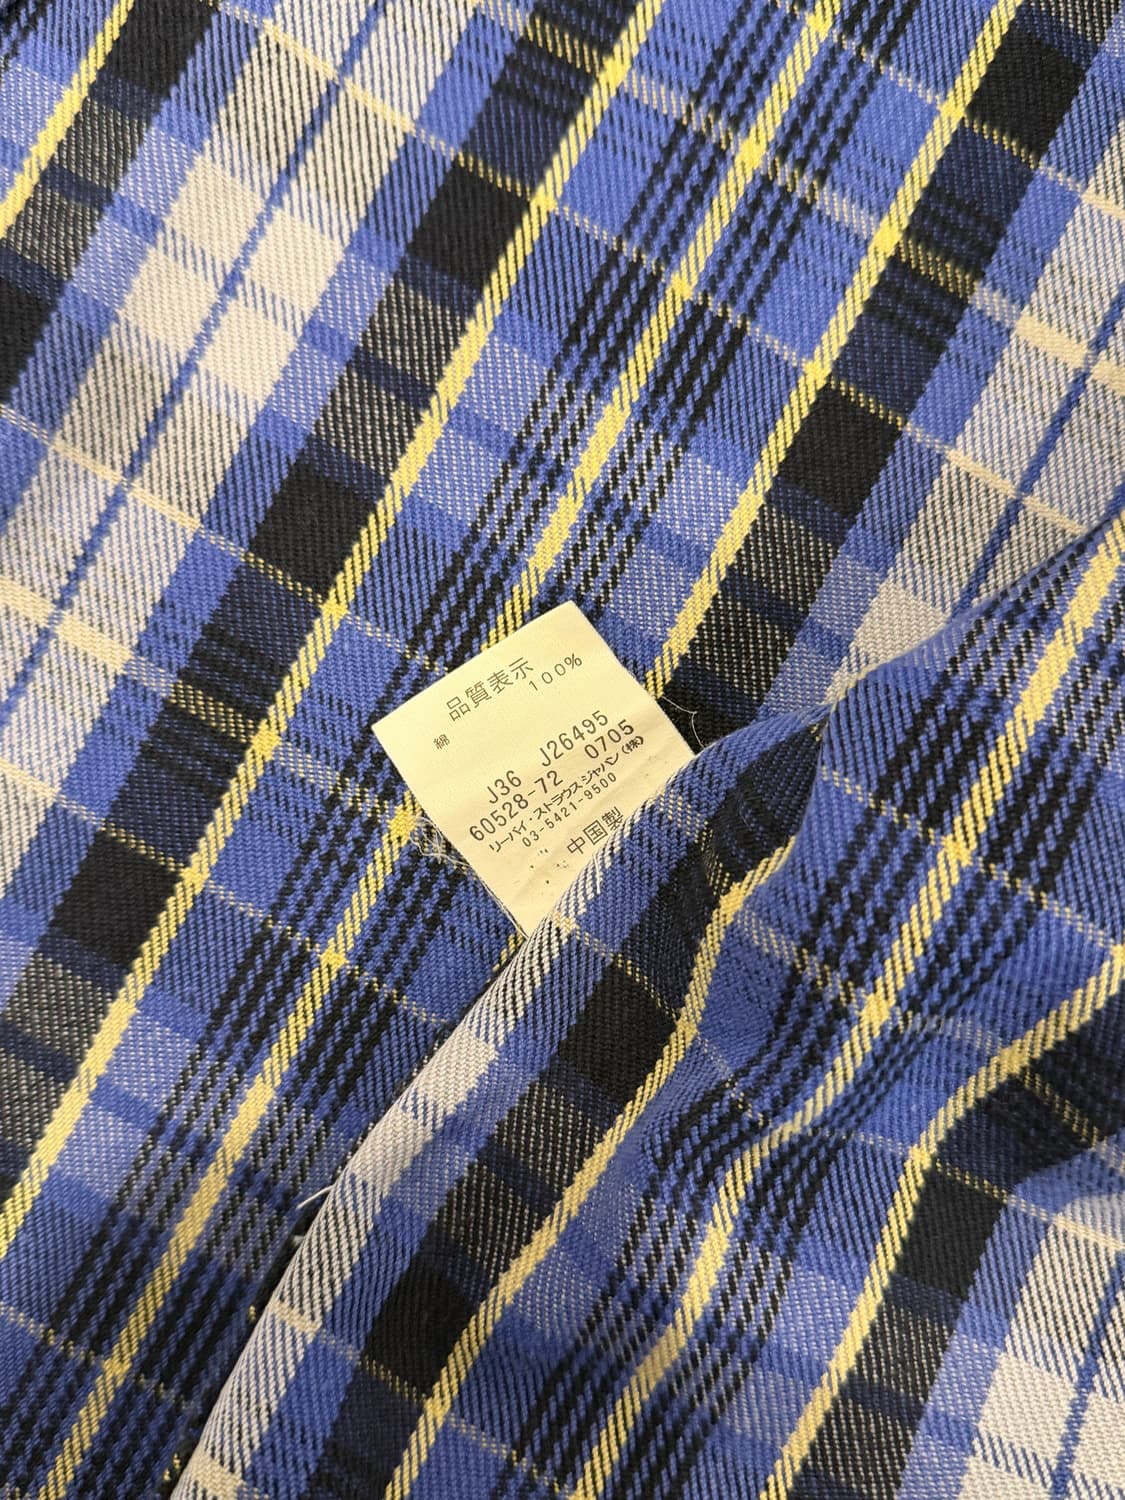 品質表示
綿 100%
J36 J26495
60528-72 0705
リーバイ・ストラウス ジャパン(株)
03-5421-9500
中国製